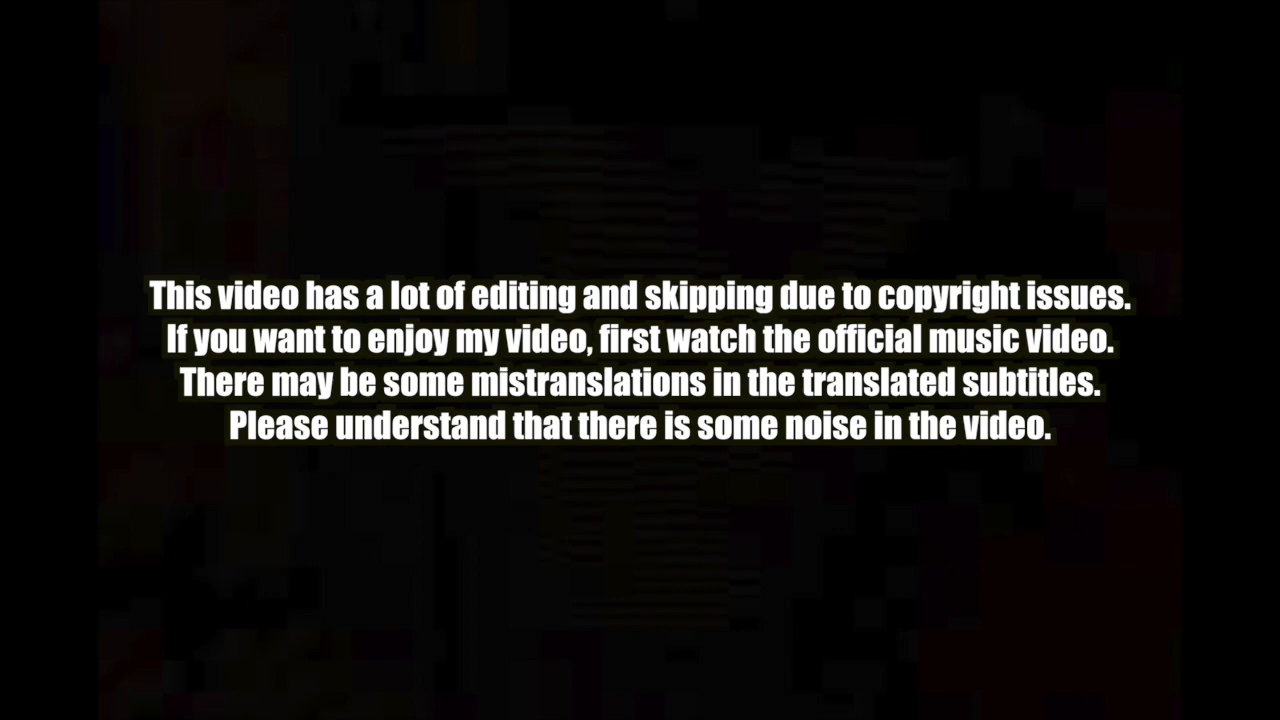 This video has a lot of editing and skipping due to copyright issues.
If you want to enjoy my video, first watch the official music video.
There may be some mistranslations in the translated subtitles.
Please understand that there is some noise in the video.